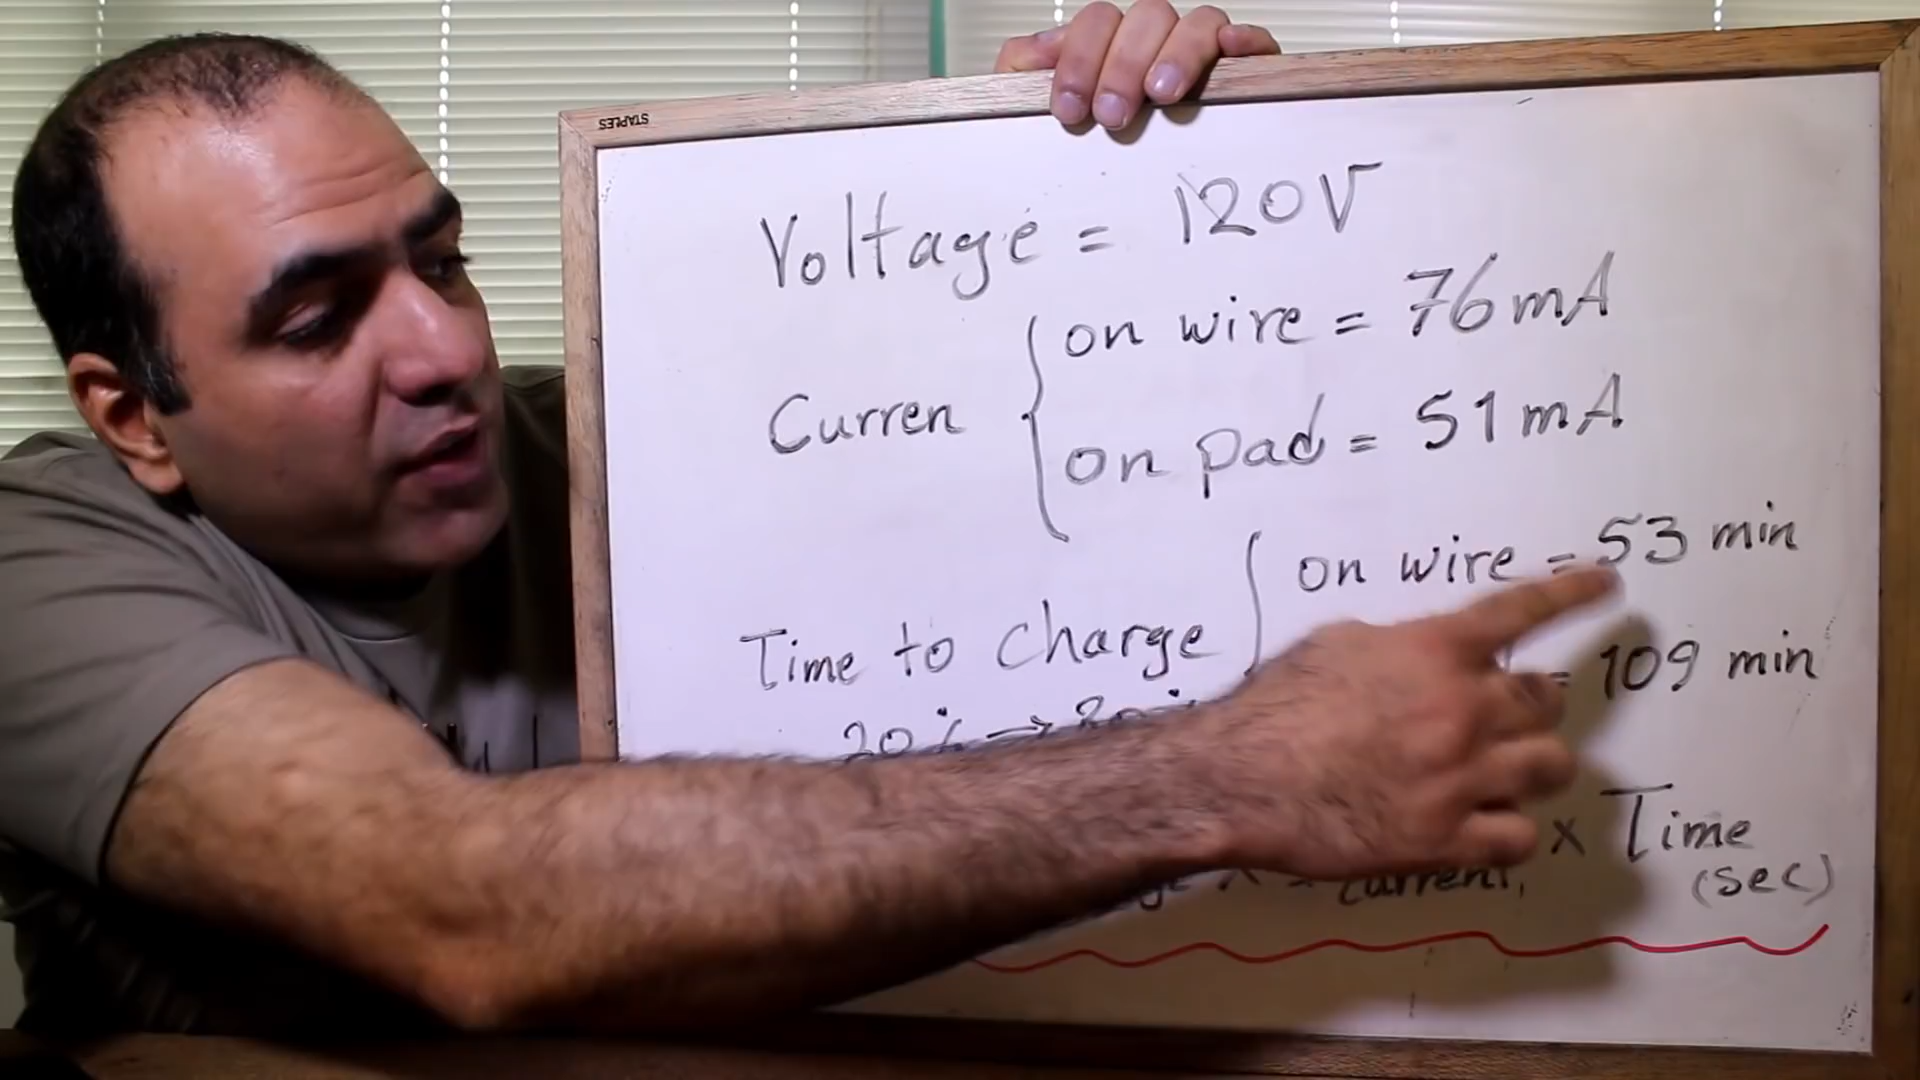 STAPLES
Voltage = 120V
on wire = 76mA
Curren
on pad = 51mA
on wire = 53 min
Time to charge
= 109 min
20% →
x Time
current,
(sec)